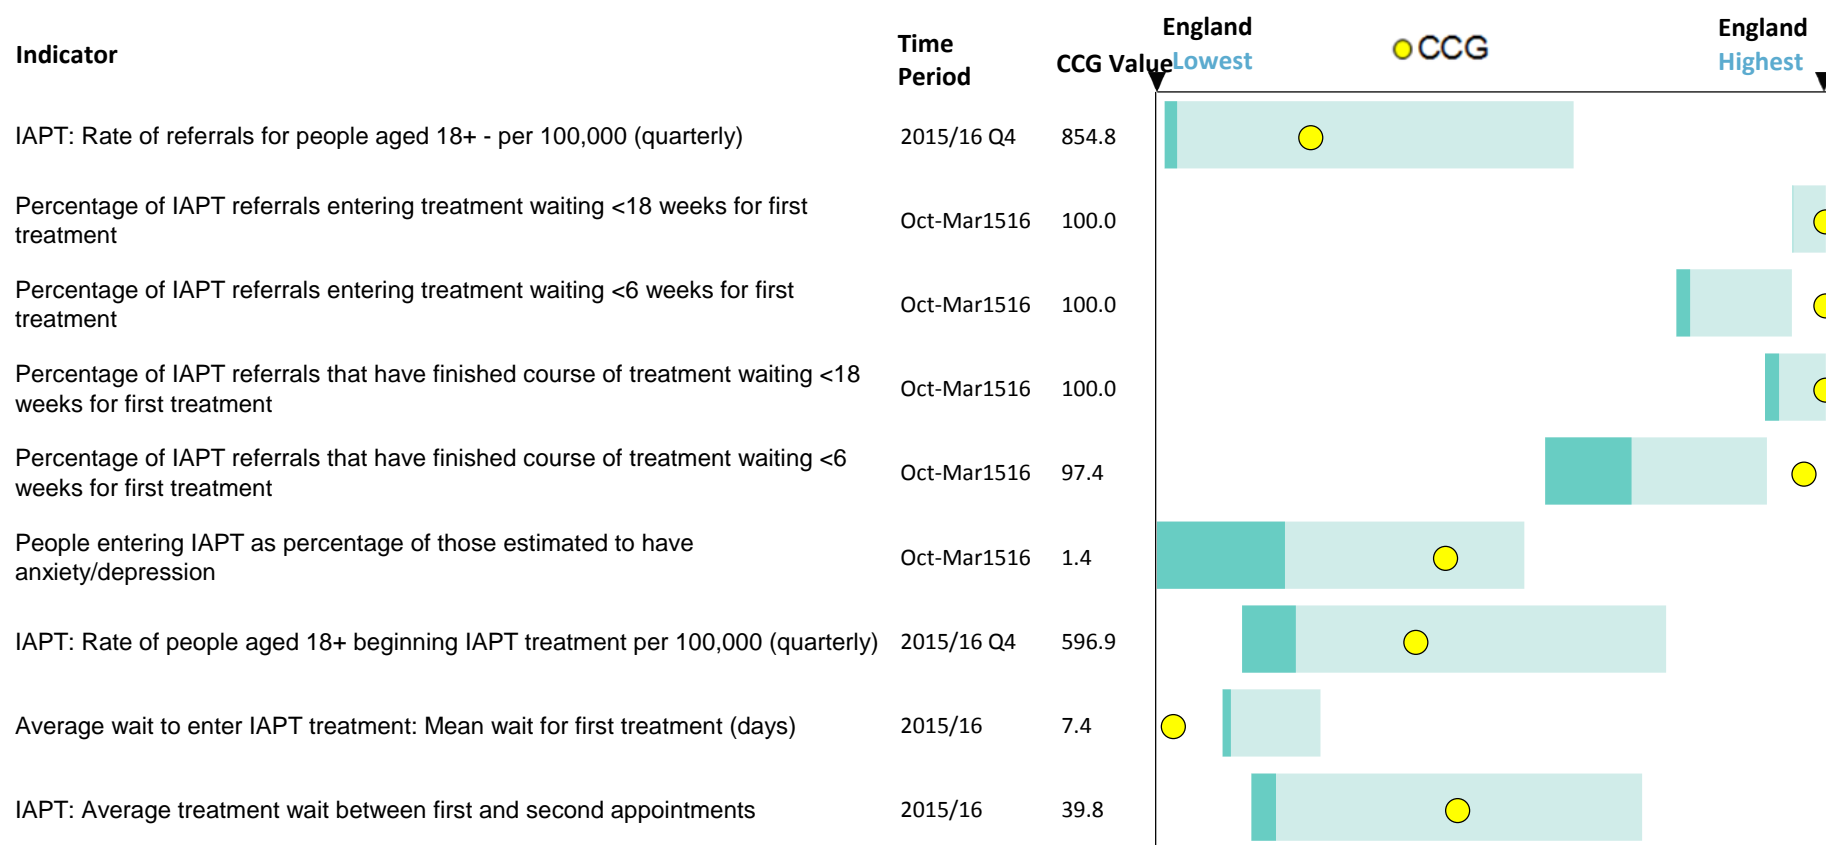 Indicator
Time
Period
CCG Value
England
Lowest
CCG
England
Highest
IAPT: Rate of referrals for people aged 18+ - per 100,000 (quarterly) 2015/16 Q4 854.8
Percentage of IAPT referrals entering treatment waiting <18 weeks for first
treatment
Oct-Mar1516 100.0
Percentage of IAPT referrals entering treatment waiting <6 weeks for first
treatment
Oct-Mar1516 100.0
Percentage of IAPT referrals that have finished course of treatment waiting <18
weeks for first treatment
Oct-Mar1516 100.0
Percentage of IAPT referrals that have finished course of treatment waiting <6
weeks for first treatment
Oct-Mar1516 97.4
People entering IAPT as percentage of those estimated to have
anxiety/depression
Oct-Mar1516 1.4
IAPT: Rate of people aged 18+ beginning IAPT treatment per 100,000 (quarterly) 2015/16 Q4 596.9
Average wait to enter IAPT treatment: Mean wait for first treatment (days) 2015/16 7.4
IAPT: Average treatment wait between first and second appointments 2015/16 39.8